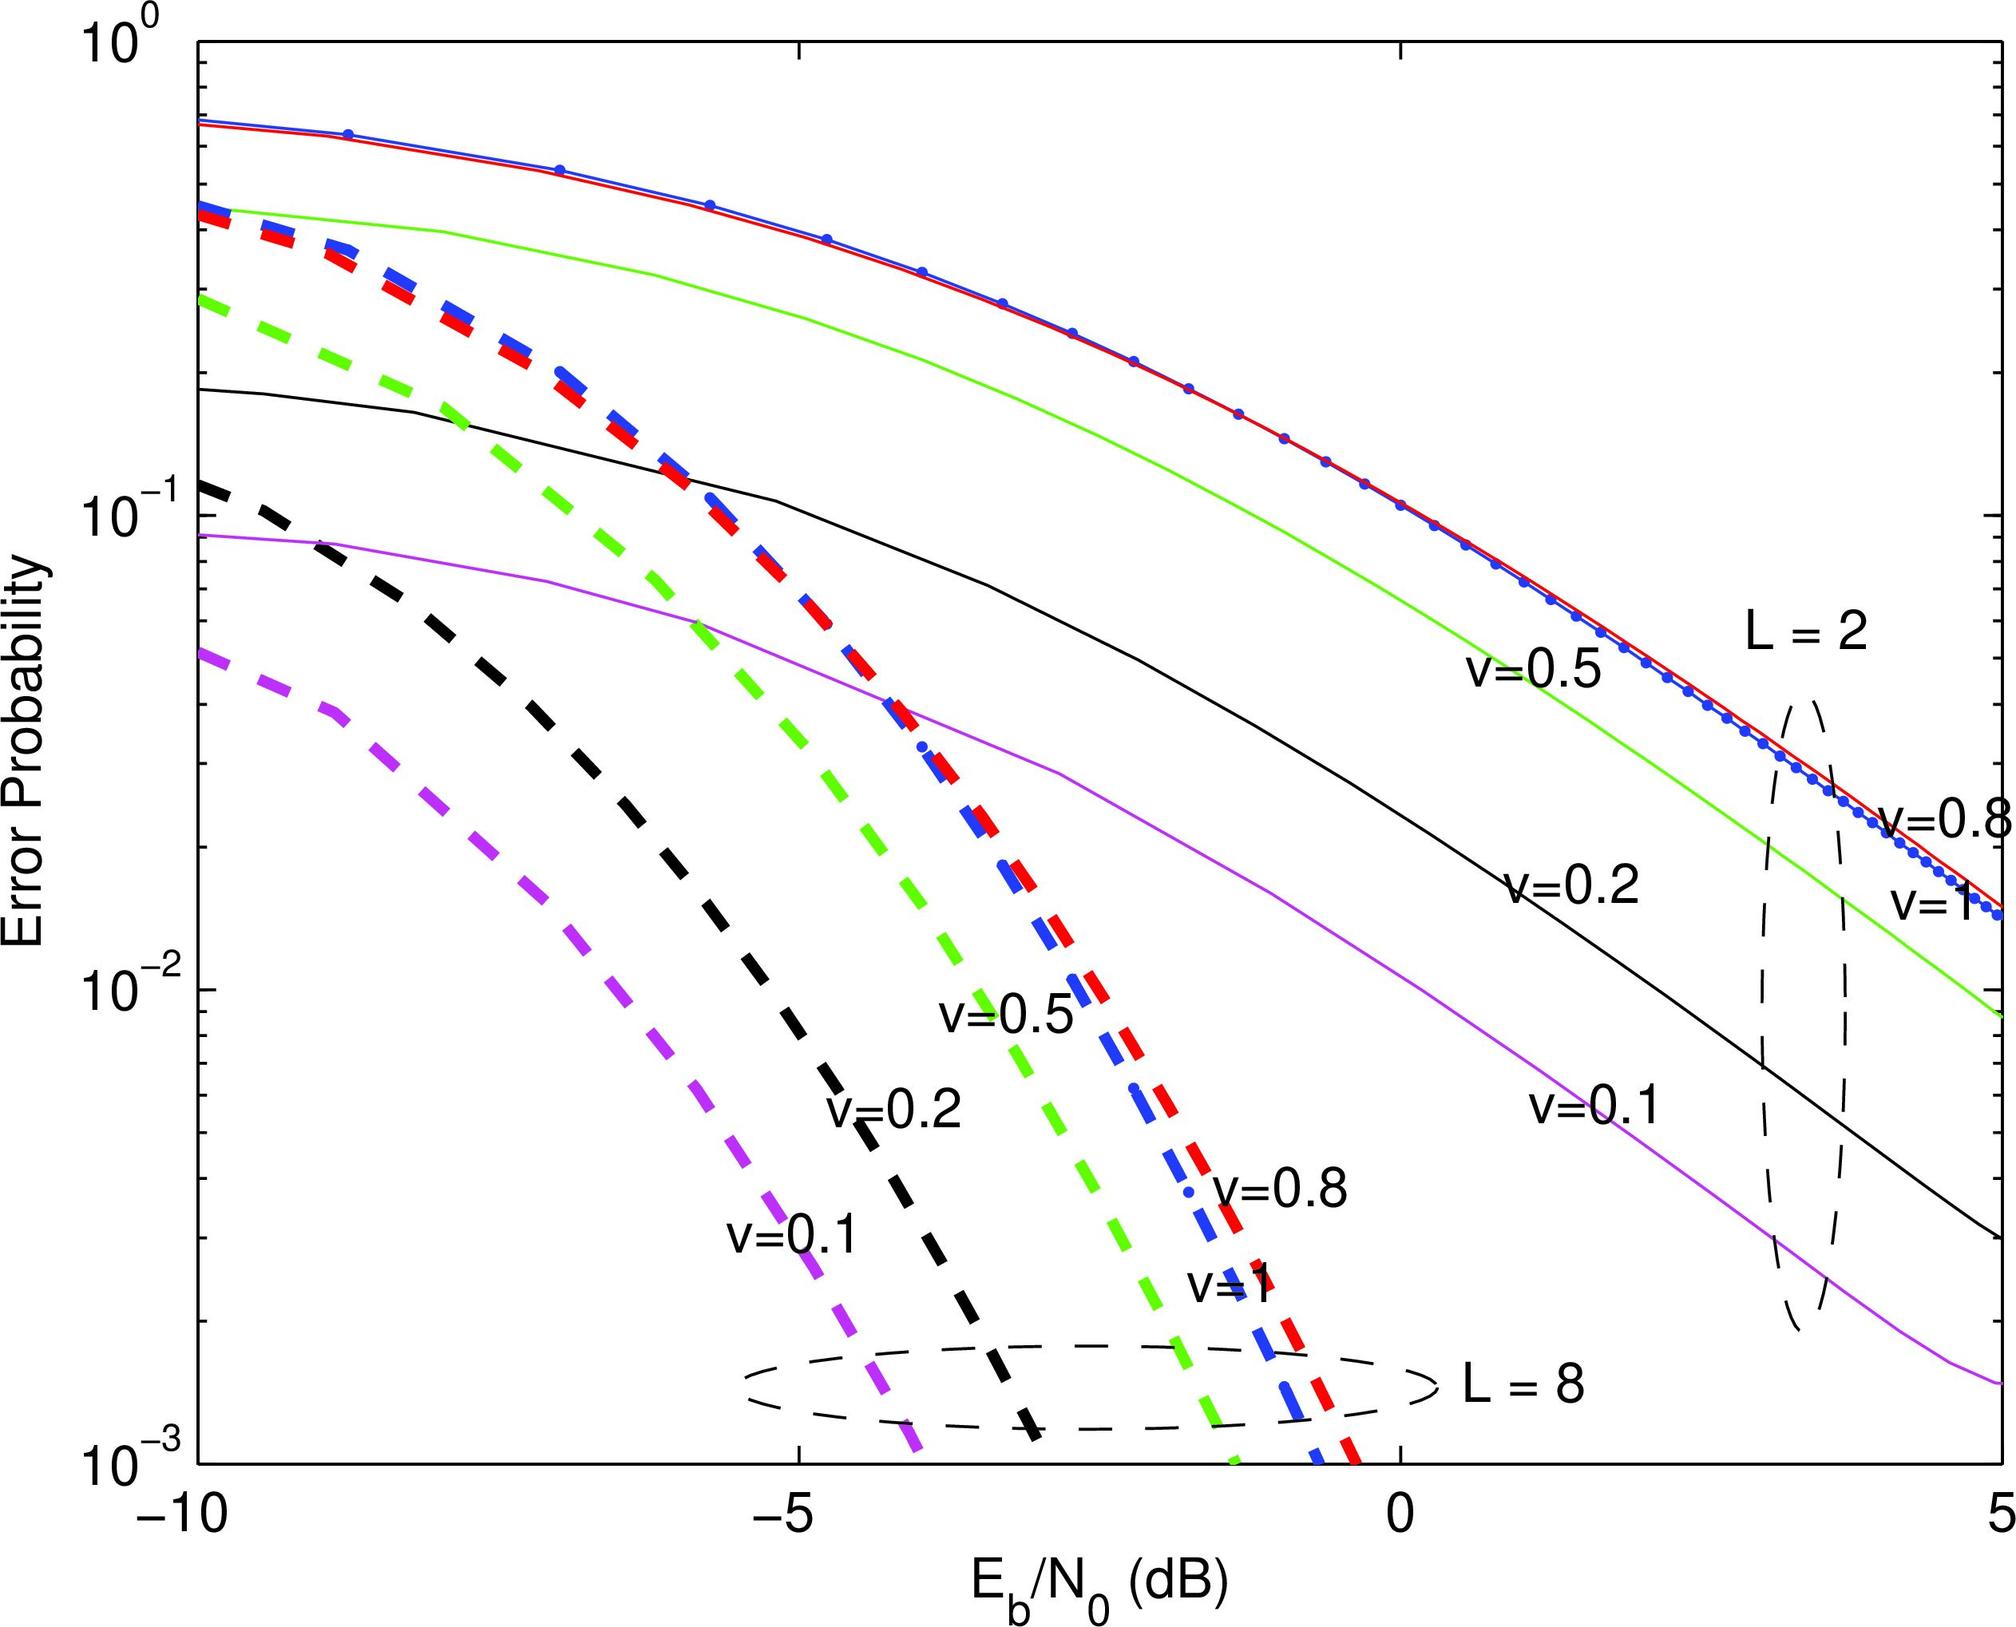 10^0
10^−1
10^−2
10^−3
Error Probability
L = 2
v=0.5
v=0.8
v=0.2
v=1
v=0.5
v=0.2
v=0.1
v=0.8
v=0.1
v=1
L = 8
−10
−5
0
5
E_b/N_0 (dB)